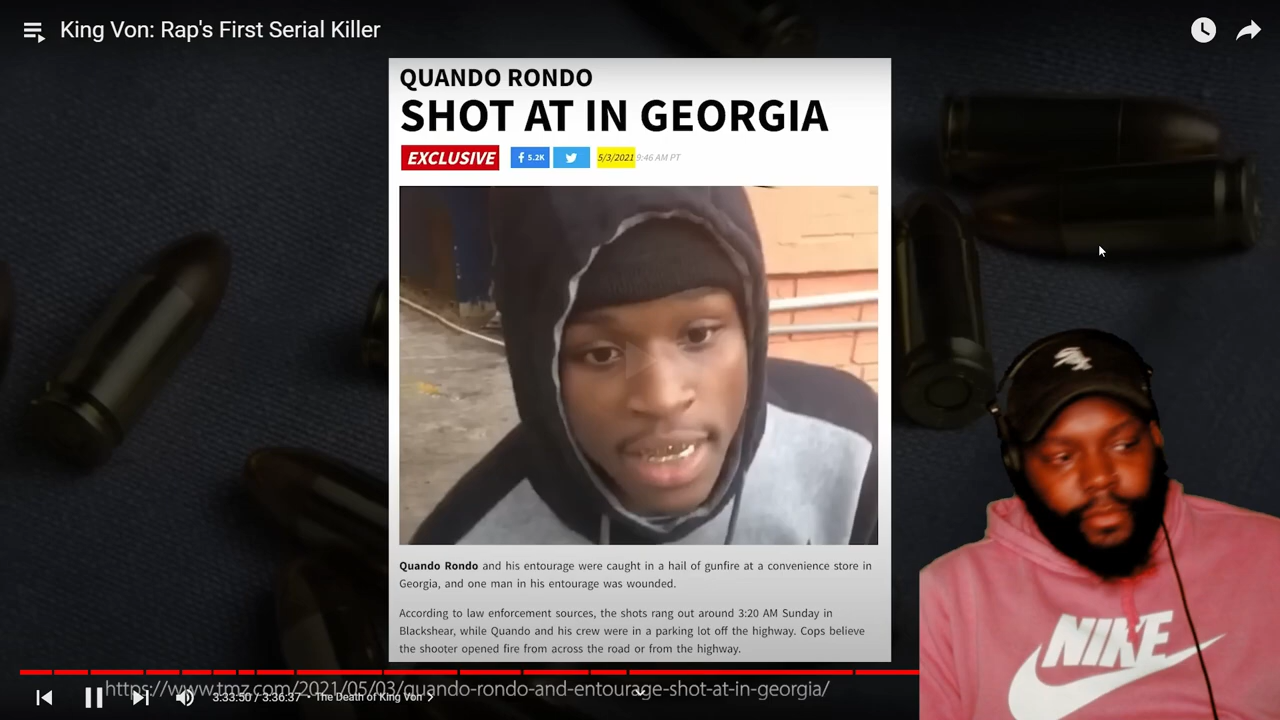 King Von: Rap's First Serial Killer
QUANDO RONDO
SHOT AT IN GEORGIA
EXCLUSIVE f 5.2K 5/3/2021 9:46 AM PT
Quando Rondo and his entourage were caught in a hail of gunfire at a convenience store in
Georgia, and one man in his entourage was wounded.
According to law enforcement sources, the shots rang out around 3:20 AM Sunday in
Blackshear, while Quando and his crew were in a parking lot off the highway. Cops believe
the shooter opened fire from across the road or from the highway.
https://www.tmz.com/2021/05/03/quando-rondo-and-entourage-shot-at-in-georgia/
3:33:50 / 3:36:37 • The Death of King Von
SOX
NIKE